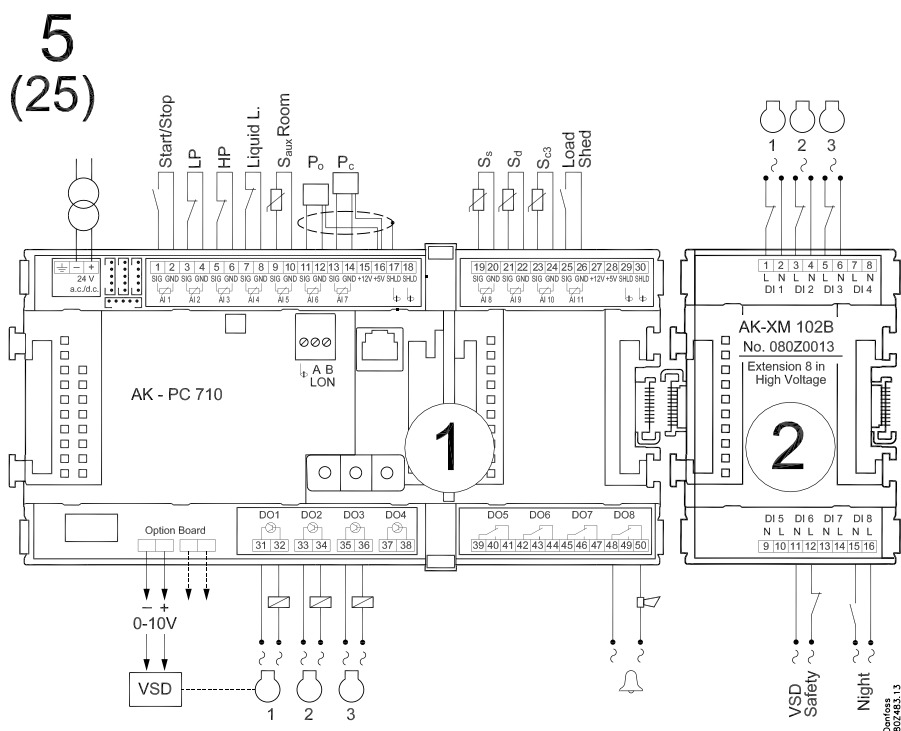 5
(25)
Start/Stop
LP
HP
Liquid L.
Saux Room
Po
Pc
Ss
Sd
Sc3
Load
Shed
1 2 3
− +
24 V
a.c./d.c.
1 2 3 4 5 6 7 8 9 10 11 12 13 14 15 16 17 18
SIG GND SIG GND SIG GND SIG GND SIG GND SIG GND SIG GND +12V +5V SHLD SHLD
AI 1 AI 2 AI 3 AI 4 AI 5 AI 6 AI 7
19 20 21 22 23 24 25 26 27 28 29 30
SIG GND SIG GND SIG GND SIG GND +12V +5V SHLD SHLD
AI 8 AI 9 AI 10 AI 11
1 2 3 4 5 6 7 8
L N L N L N L N
DI 1 DI 2 DI 3 DI 4
A B
LON
AK - PC 710
1
AK-XM 102B
No. 080Z0013
Extension 8 in
High Voltage
2
Option Board
DO1 DO2 DO3 DO4
31 32 33 34 35 36 37 38
DO5 DO6 DO7 DO8
39 40 41 42 43 44 45 46 47 48 49 50
DI 5 DI 6 DI 7 DI 8
N L N L N L N L
9 10 11 12 13 14 15 16
− +
0-10V
VSD
1 2 3
VSD
Safety
Night
Danfoss
80Z483.13